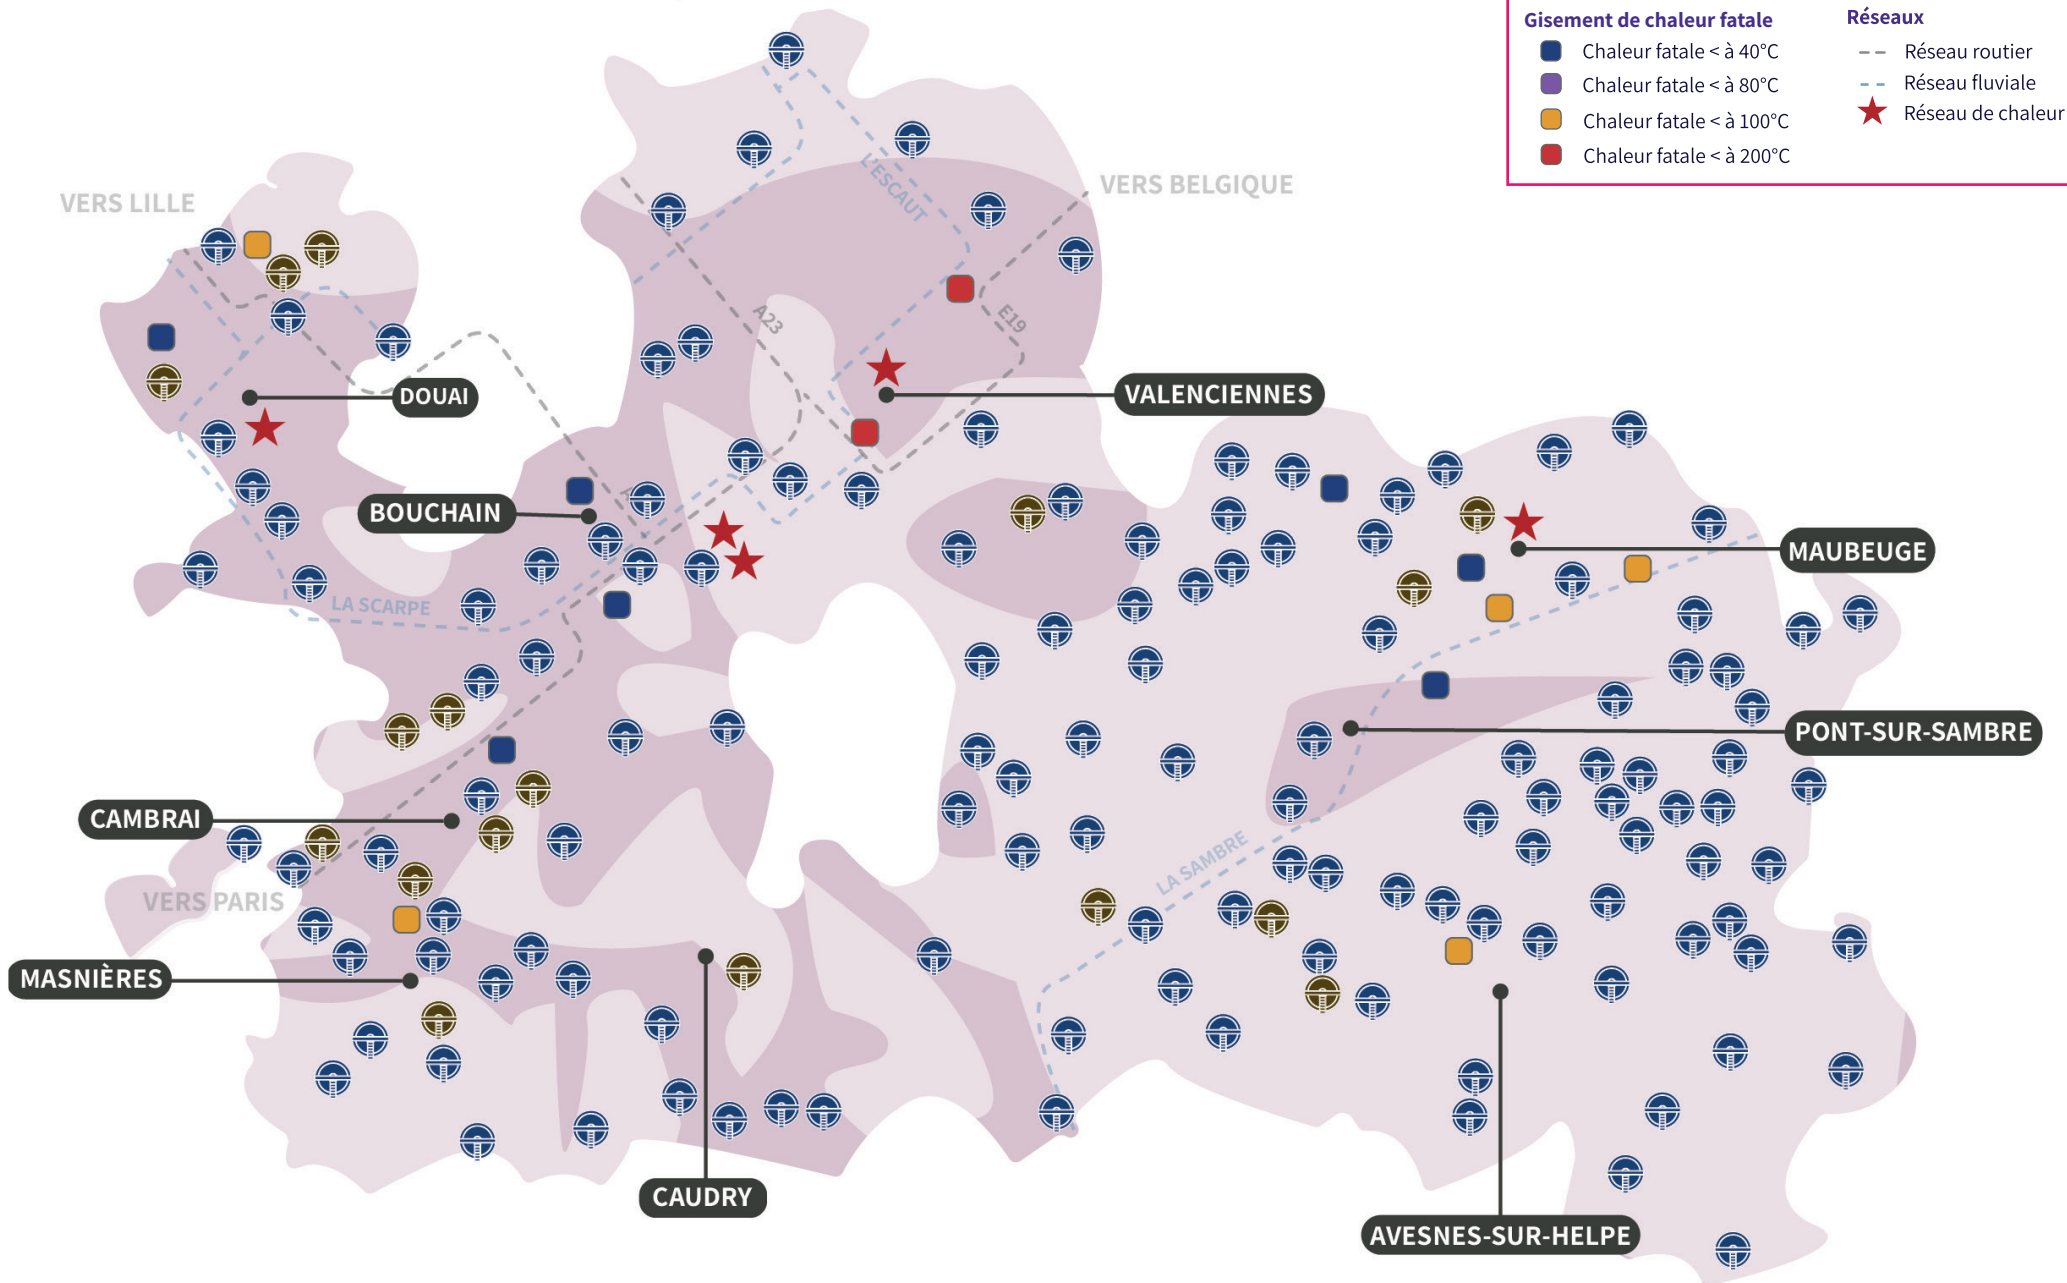 Gisement de chaleur fatale
Chaleur fatale < à 40°C
Chaleur fatale < à 80°C
Chaleur fatale < à 100°C
Chaleur fatale < à 200°C
Réseaux
Réseau routier
Réseau fluviale
Réseau de chaleur
VERS LILLE
VERS BELGIQUE
L'ESCAUT
A23
E19
DOUAI
VALENCIENNES
BOUCHAIN
MAUBEUGE
LA SCARPE
PONT-SUR-SAMBRE
CAMBRAI
LA SAMBRE
VERS PARIS
MASNIÈRES
CAUDRY
AVESNES-SUR-HELPE